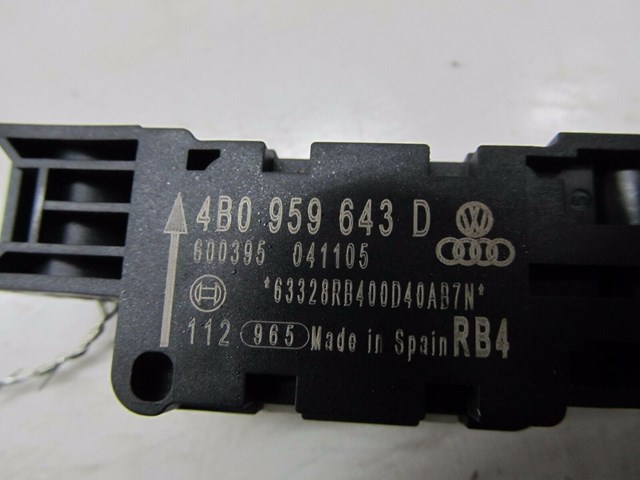 4B0 959 643 D
600395 041105
*63328RB400D40AB7N*
112 965 Made in Spain RB4